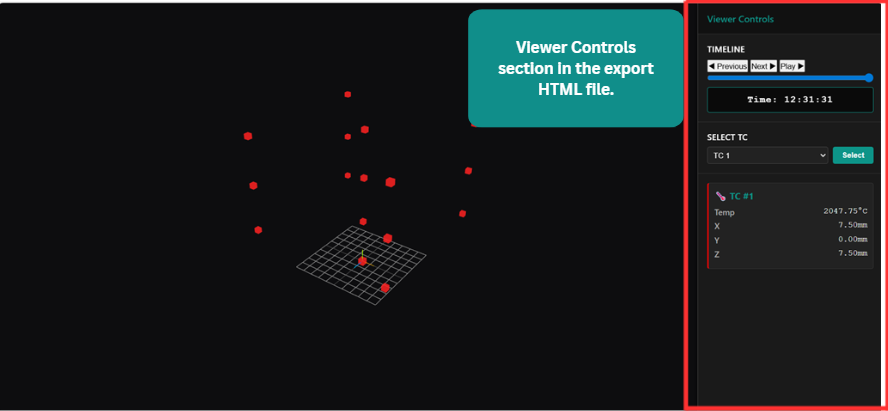 Viewer Controls
section in the export
HTML file.
Viewer Controls
TIMELINE
◀ Previous Next ▶ Play ▶
Time: 12:31:31
SELECT TC
TC 1 Select
TC #1
Temp 2047.75°C
X 7.50mm
Y 0.00mm
Z 7.50mm